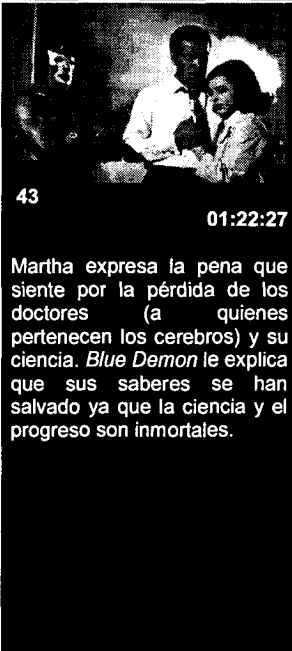 43
01:22:27
Martha expresa la pena que
siente por la pérdida de los
doctores (a quienes
pertenecen los cerebros) y su
ciencia. Blue Demon le explica
que sus saberes se han
salvado ya que la ciencia y el
progreso son inmortales.